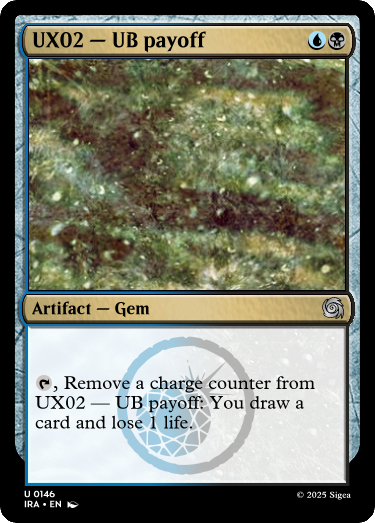 UX02 — UB payoff
Artifact — Gem
, Remove a charge counter from
UX02 — UB payoff: You draw a
card and lose 1 life.
U 0146
IRA • EN
© 2025 Sigea